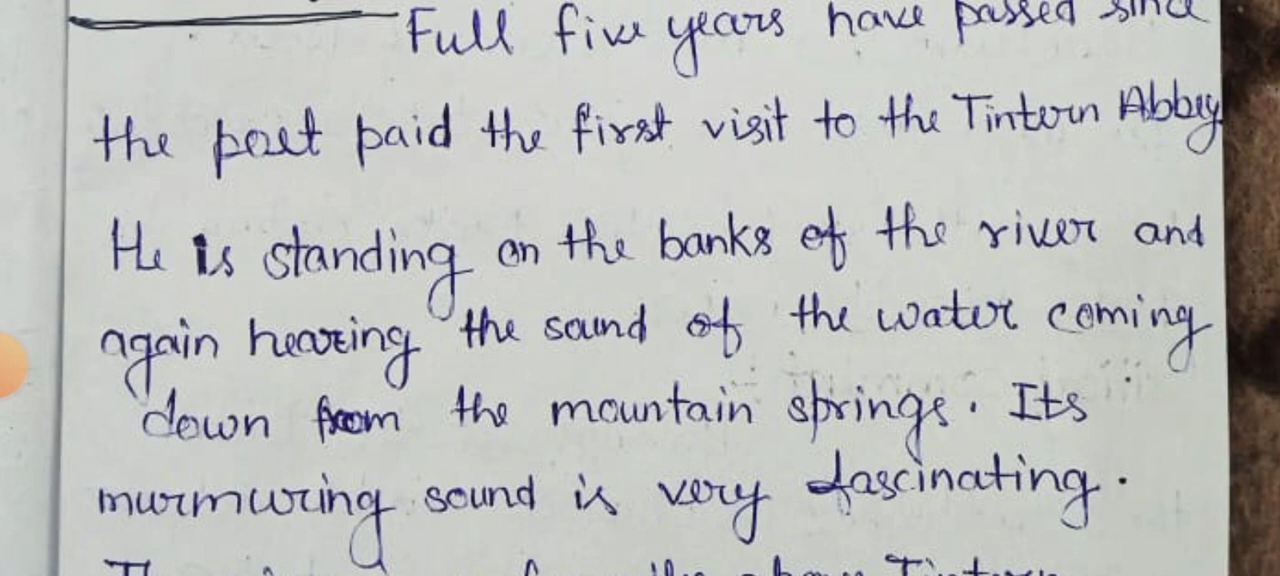 Full five years have passed since
the poet paid the first visit to the Tintern Abbey
He is standing on the banks of the river and
again hearing the sound of the water coming
down from the mountain springs. Its
murmuring sound is very fascinating.